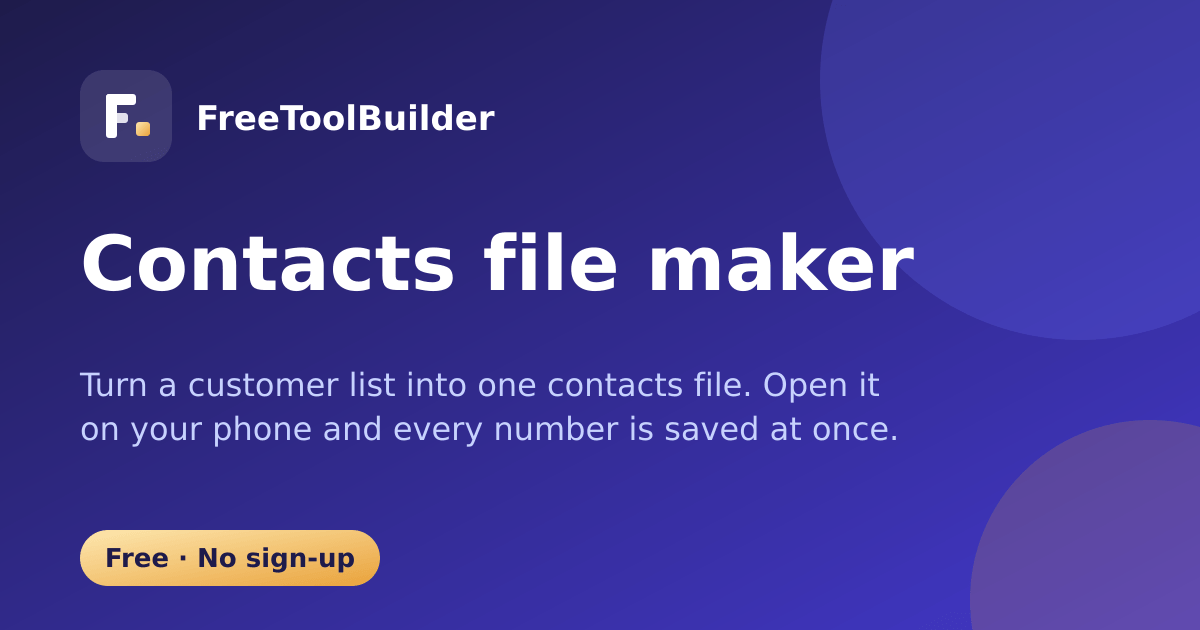 F.
FreeToolBuilder
Contacts file maker
Turn a customer list into one contacts file. Open it
on your phone and every number is saved at once.
Free · No sign-up